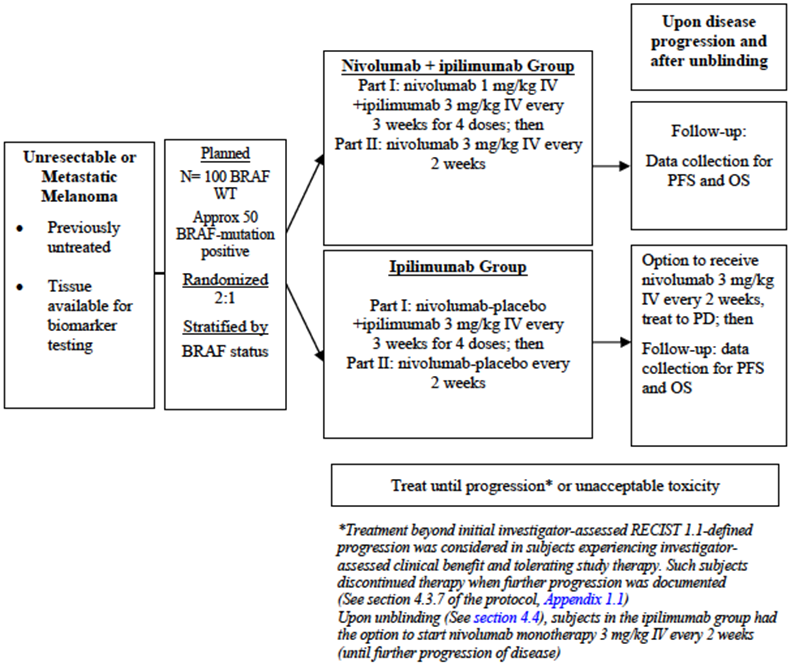 Unresectable or
Metastatic
Melanoma
• Previously
untreated
• Tissue
available for
biomarker
testing
Planned
N= 100 BRAF
WT
Approx 50
BRAF-mutation
positive
Randomized
2:1
Stratified by
BRAF status
Nivolumab + ipilimumab Group
Part I: nivolumab 1 mg/kg IV
+ipilimumab 3 mg/kg IV every
3 weeks for 4 doses; then
Part II: nivolumab 3 mg/kg IV every
2 weeks
Ipilimumab Group
Part I: nivolumab-placebo
+ipilimumab 3 mg/kg IV every
3 weeks for 4 doses; then
Part II: nivolumab-placebo every
2 weeks
Upon disease
progression and
after unblinding
Follow-up:
Data collection for
PFS and OS
Option to receive
nivolumab 3 mg/kg
IV every 2 weeks,
treat to PD; then
Follow-up: data
collection for PFS
and OS
Treat until progression* or unacceptable toxicity
*Treatment beyond initial investigator-assessed RECIST 1.1-defined
progression was considered in subjects experiencing investigator-
assessed clinical benefit and tolerating study therapy. Such subjects
discontinued therapy when further progression was documented
(See section 4.3.7 of the protocol, Appendix 1.1)
Upon unblinding (See section 4.4), subjects in the ipilimumab group had
the option to start nivolumab monotherapy 3 mg/kg IV every 2 weeks
(until further progression of disease)